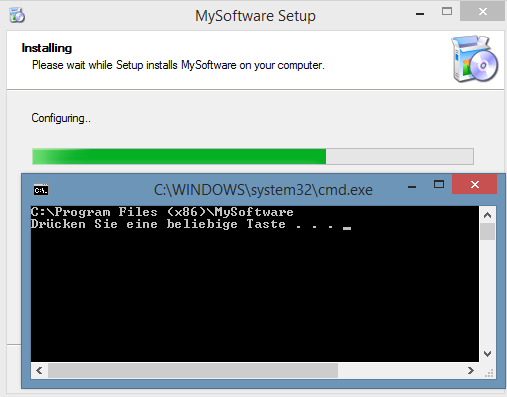 MySoftware Setup
Installing
Please wait while Setup installs MySoftware on your computer.
Configuring..
C:\WINDOWS\system32\cmd.exe
C:\Program Files (x86)\MySoftware
Drücken Sie eine beliebige Taste . . .